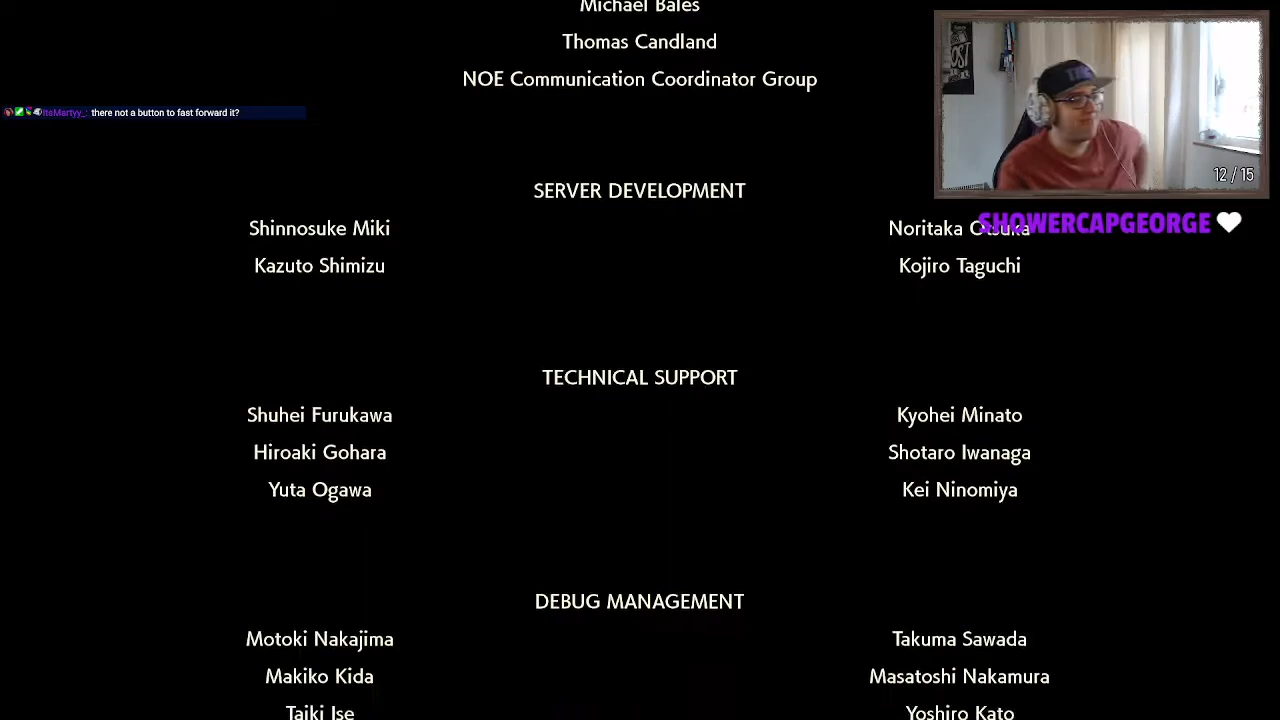 Michael Bales
Thomas Candland
NOE Communication Coordinator Group
ItsMartyy_: there not a button to fast forward it?
12 / 15
SERVER DEVELOPMENT
SHOWERCAPGEORGE
Shinnosuke Miki
Noritaka Otsuka
Kazuto Shimizu
Kojiro Taguchi
TECHNICAL SUPPORT
Shuhei Furukawa
Kyohei Minato
Hiroaki Gohara
Shotaro Iwanaga
Yuta Ogawa
Kei Ninomiya
DEBUG MANAGEMENT
Motoki Nakajima
Takuma Sawada
Makiko Kida
Masatoshi Nakamura
Taiki Ise
Yoshiro Kato